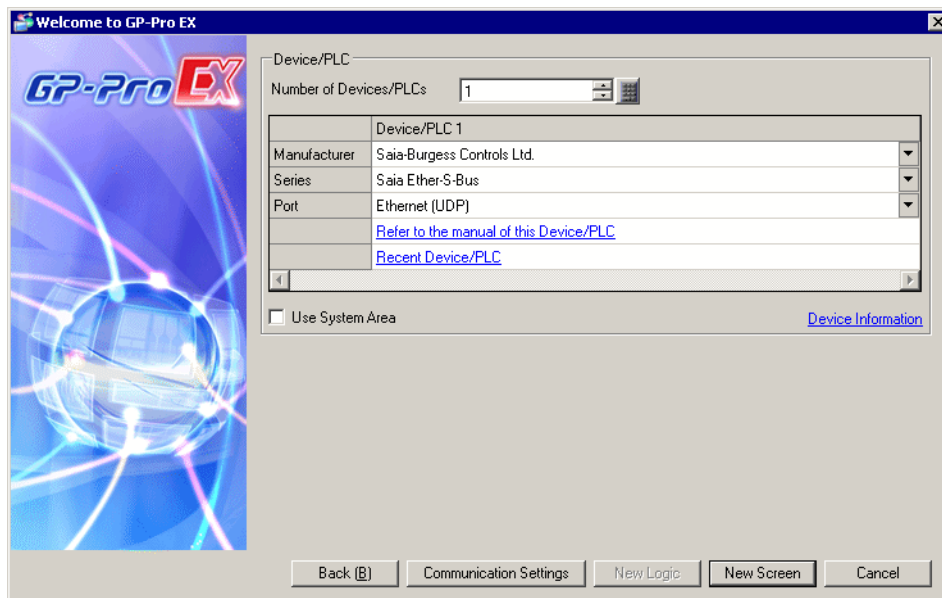 Welcome to GP-Pro EX
GP-Pro EX
Device/PLC
Number of Devices/PLCs 1
Device/PLC 1
Manufacturer Saia-Burgess Controls Ltd.
Series Saia Ether-S-Bus
Port Ethernet (UDP)
Refer to the manual of this Device/PLC
Recent Device/PLC
Use System Area Device Information
Back (B) Communication Settings New Logic New Screen Cancel